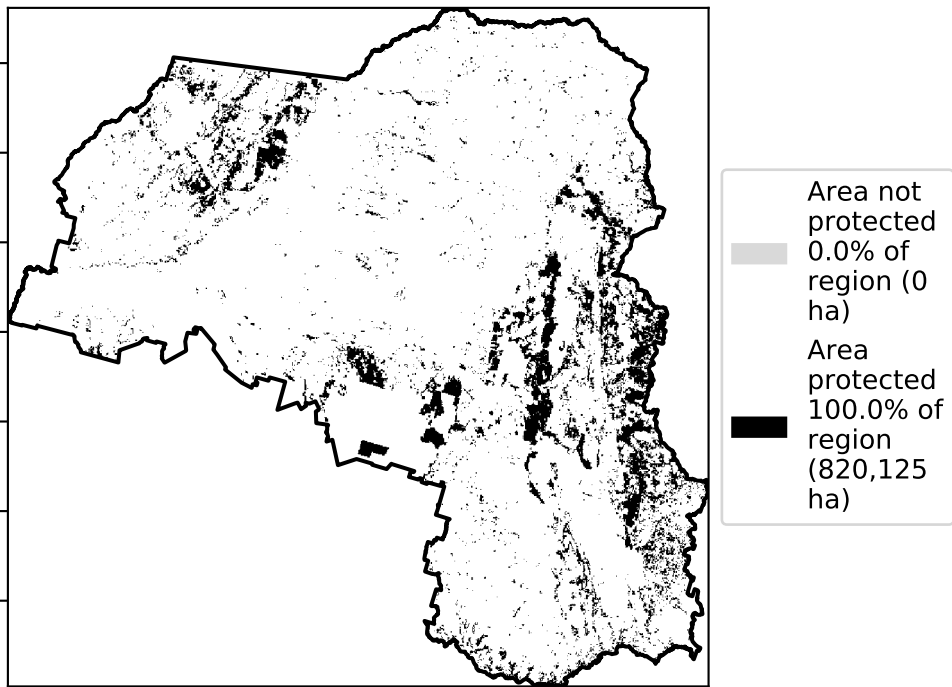 Area not
protected
0.0% of
region (0
ha)
Area
protected
100.0% of
region
(820,125
ha)